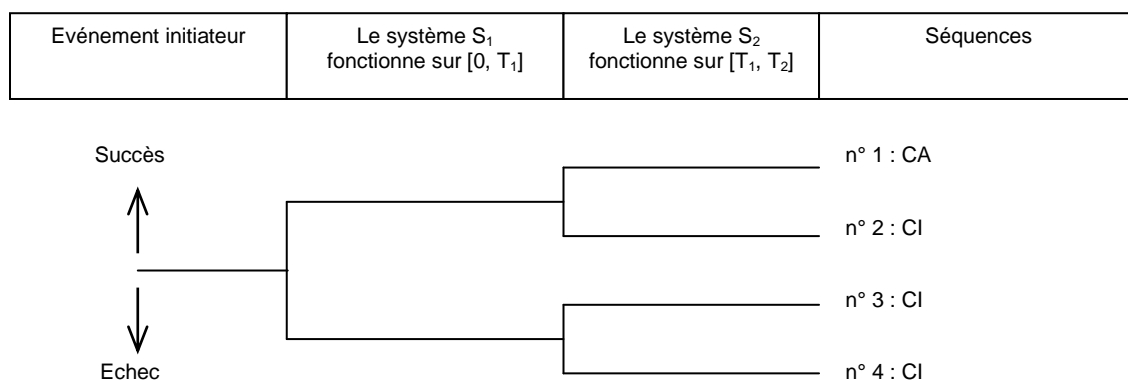 Evénement initiateur
Le système S₁
fonctionne sur [0, T₁]
Le système S₂
fonctionne sur [T₁, T₂]
Séquences
Succès
n° 1 : CA
n° 2 : CI
n° 3 : CI
Echec
n° 4 : CI